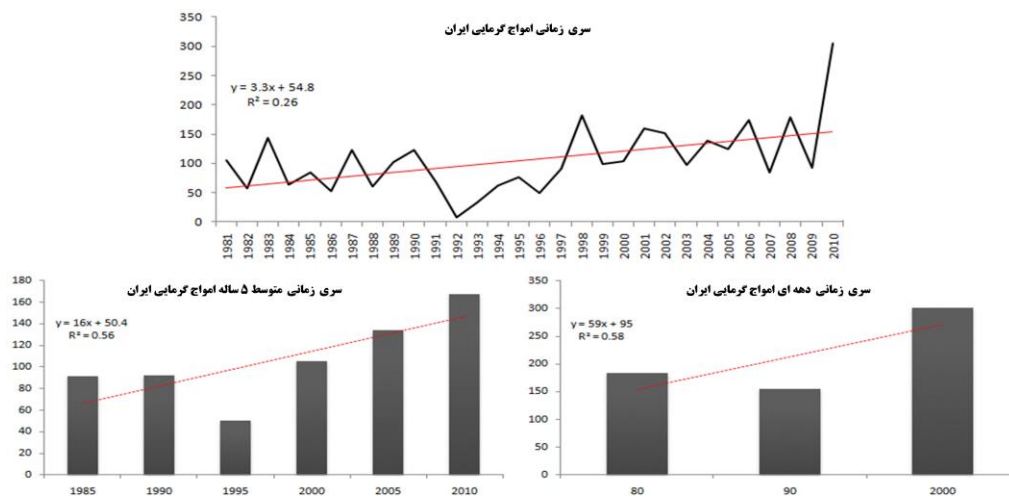 سری زمانی امواج گرمایی ایران
350
300
250
200
150
100
50
0
y = 3.3x + 54.8
R² = 0.26
1981 1982 1983 1984 1985 1986 1987 1988 1989 1990 1991 1992 1993 1994 1995 1996 1997 1998 1999 2000 2001 2002 2003 2004 2005 2006 2007 2008 2009 2010
سری زمانی متوسط ۵ ساله امواج گرمایی ایران
180
160
140
120
100
80
60
40
20
0
y = 16x + 50.4
R² = 0.56
1985 1990 1995 2000 2005 2010
سری زمانی دهه ای امواج گرمایی ایران
350
300
250
200
150
100
50
0
y = 59x + 95
R² = 0.58
80 90 2000